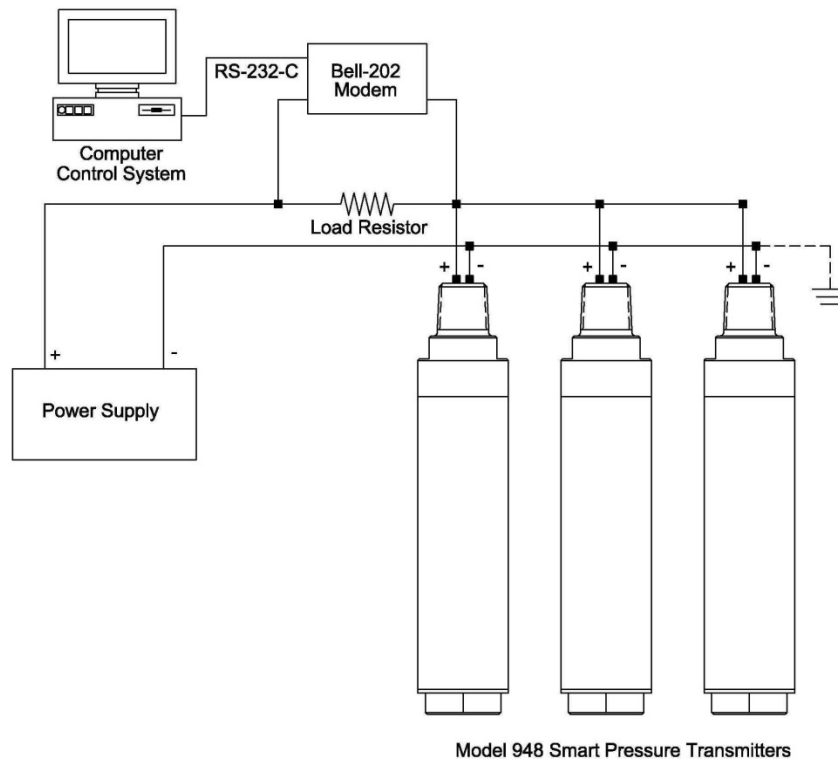 RS-232-C
Bell-202
Modem
Computer
Control System
Load Resistor
+ - + - + -
+ -
Power Supply
Model 948 Smart Pressure Transmitters